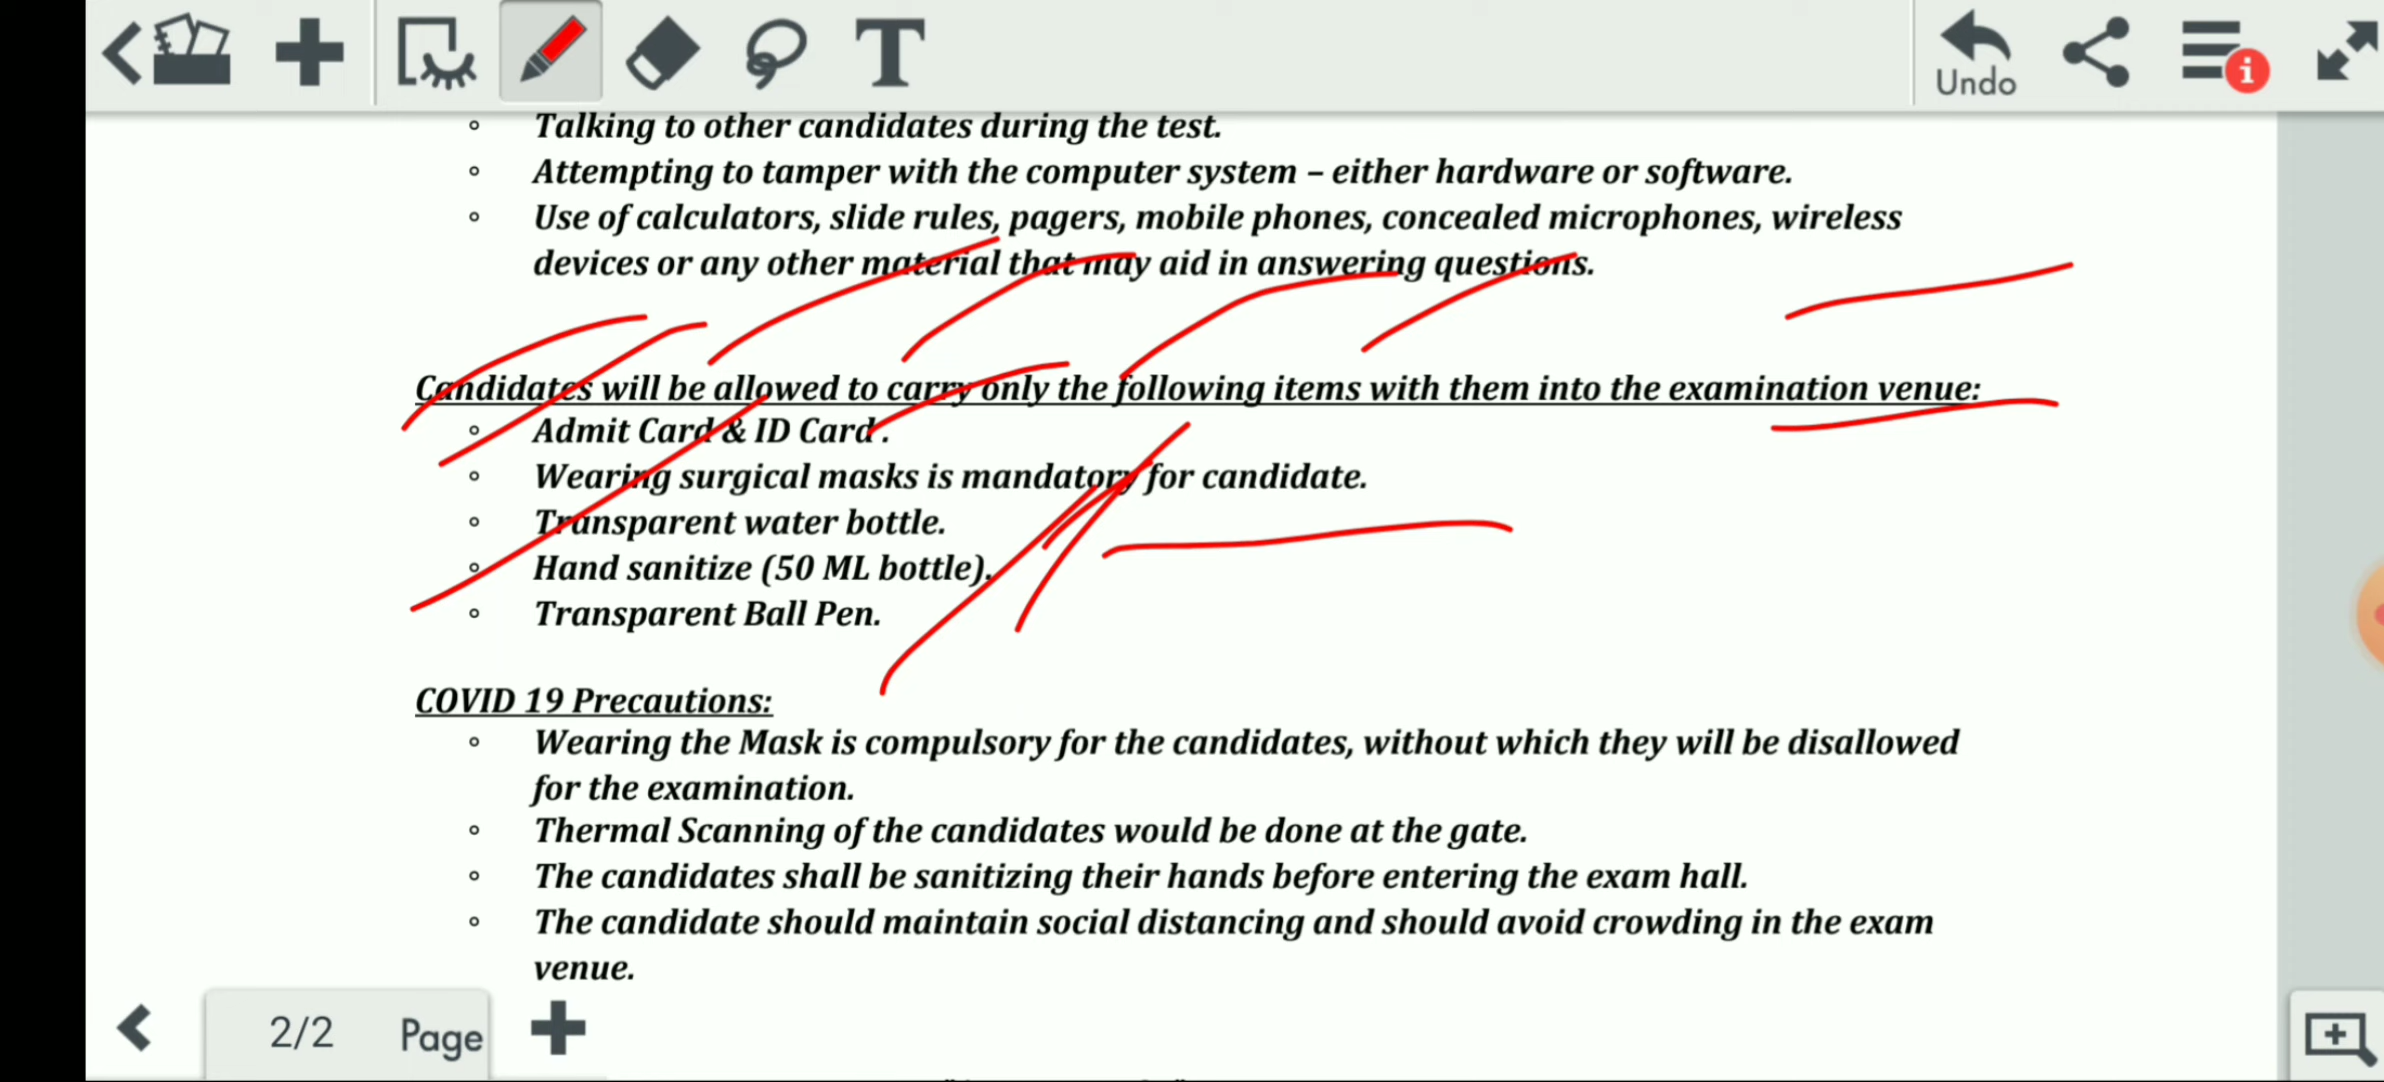 Undo
i
T
Talking to other candidates during the test.
Attempting to tamper with the computer system – either hardware or software.
Use of calculators, slide rules, pagers, mobile phones, concealed microphones, wireless
devices or any other material that may aid in answering questions.
Candidates will be allowed to carry only the following items with them into the examination venue:
Admit Card & ID Card .
Wearing surgical masks is mandatory for candidate.
Transparent water bottle.
Hand sanitize (50 ML bottle).
Transparent Ball Pen.
COVID 19 Precautions:
Wearing the Mask is compulsory for the candidates, without which they will be disallowed
for the examination.
Thermal Scanning of the candidates would be done at the gate.
The candidates shall be sanitizing their hands before entering the exam hall.
The candidate should maintain social distancing and should avoid crowding in the exam
venue.
2/2 Page